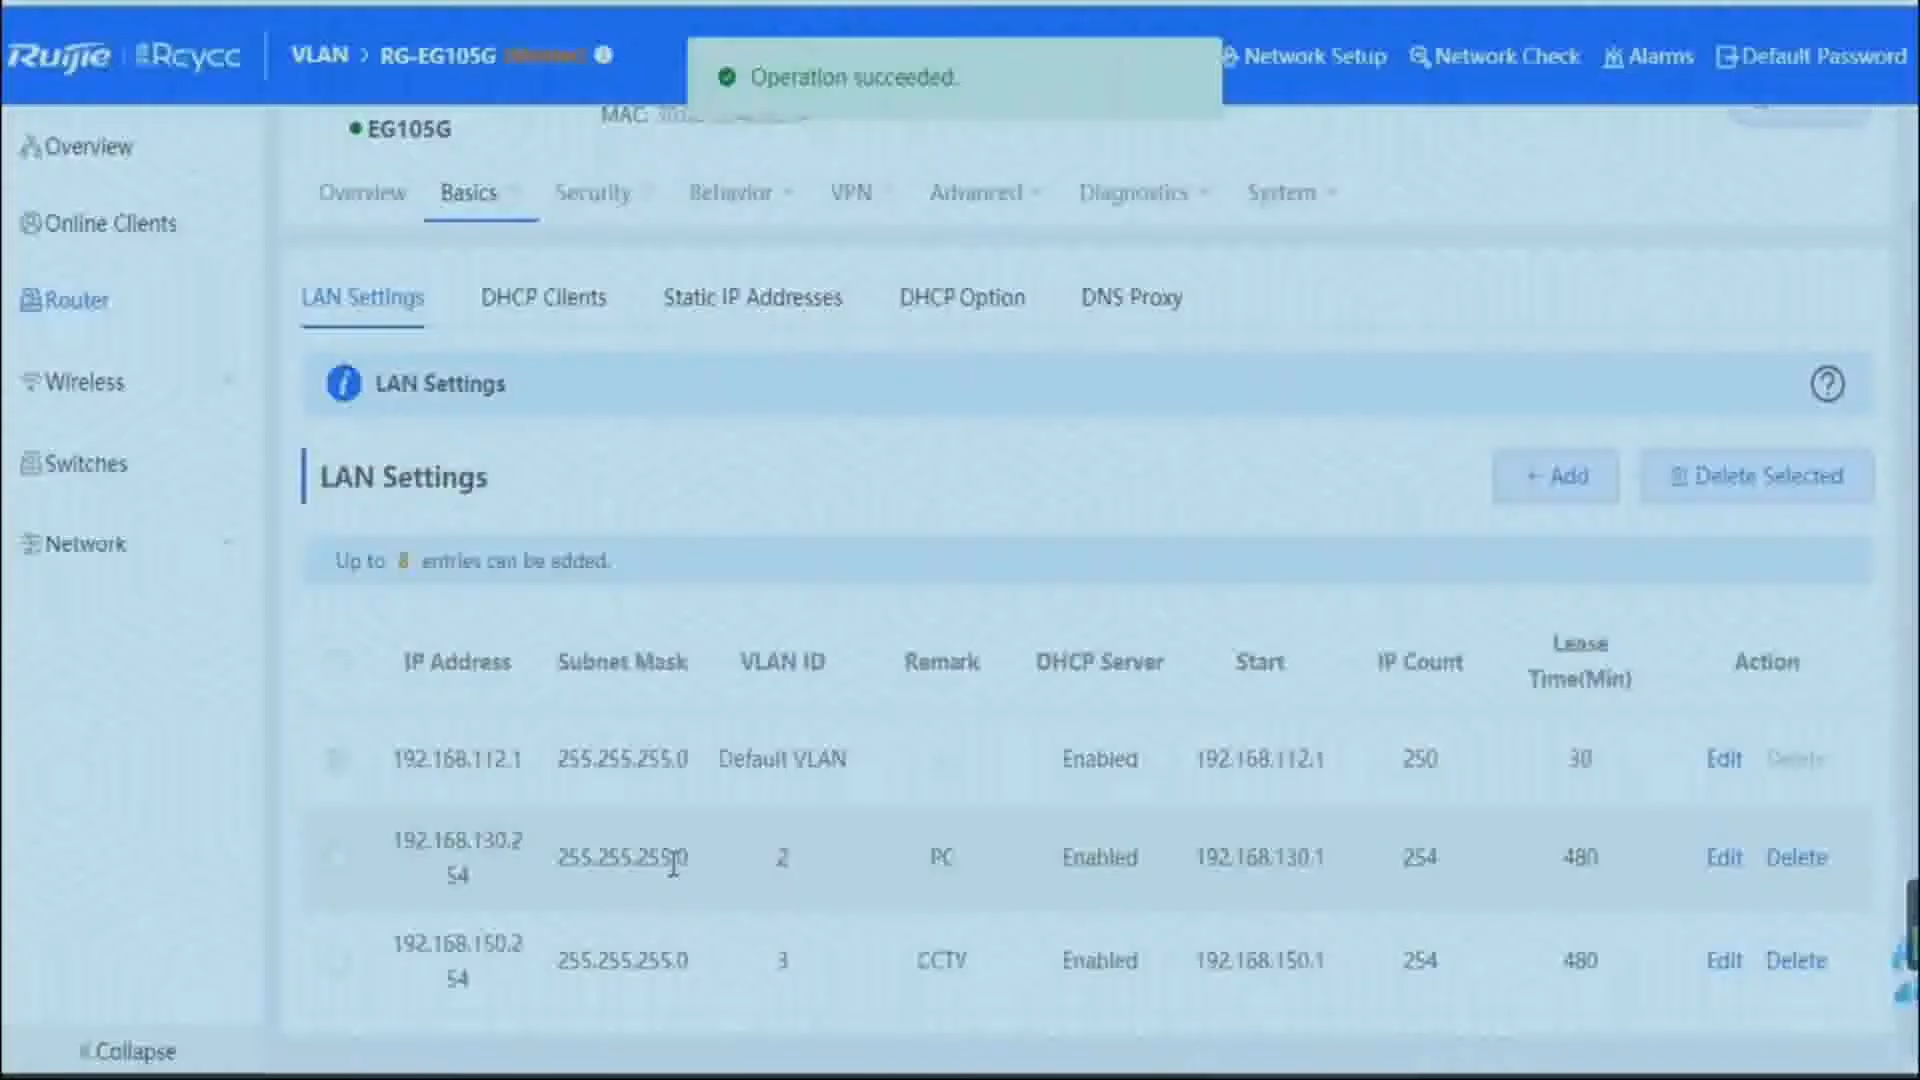 Ruijie Rcycc VLAN > RG-EG105G
Operation succeeded.
Network Setup Network Check Alarms Default Password
MAC:
EG105G
Overview Basics Security Behavior VPN Advanced Diagnostics System
Overview
Online Clients
Router
Wireless
Switches
Network
Collapse
LAN Settings DHCP Clients Static IP Addresses DHCP Option DNS Proxy
LAN Settings
LAN Settings
Add Delete Selected
Up to 8 entries can be added.
IP Address Subnet Mask VLAN ID Remark DHCP Server Start IP Count Lease Time(Min) Action
192.168.112.1 255.255.255.0 Default VLAN Enabled 192.168.112.1 250 30 Edit Delete
192.168.130.254 255.255.255.0 2 PC Enabled 192.168.130.1 254 480 Edit Delete
192.168.150.254 255.255.255.0 3 CCTV Enabled 192.168.150.1 254 480 Edit Delete